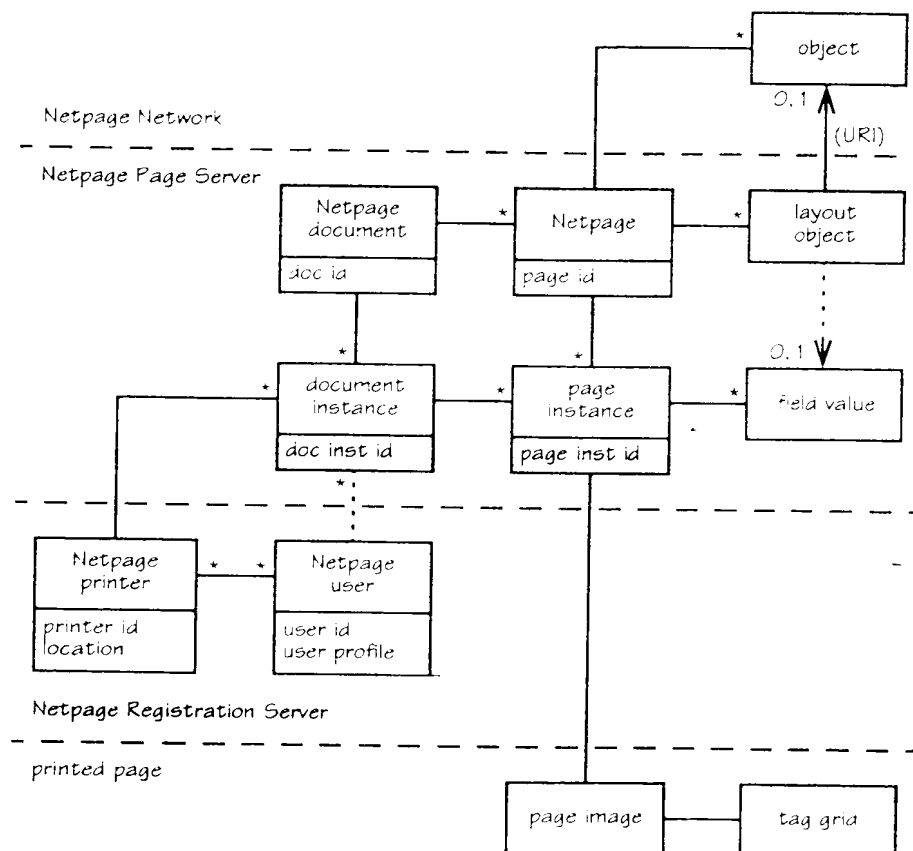 *
object
0,1
Netpage Network
(URI)
Netpage Page Server
Netpage
document
*
Netpage
*
layout
object
doc id
page id
*
*
0,1
*
document
instance
*
page
instance
*
field value
doc inst id
page inst id
*
Netpage
printer
*
*
Netpage
user
printer id
location
user id
user profile
Netpage Registration Server
printed page
page image
tag grid